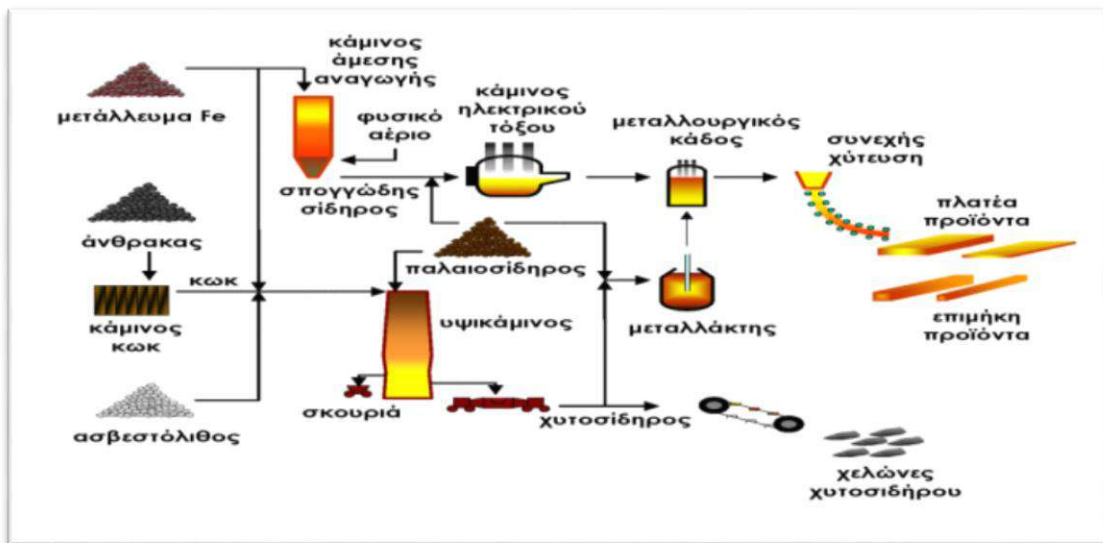 κάμινος
άμεσης
αναγωγής
μετάλλευμα Fe
φυσικό
αέριο
σπογγώδης
σίδηρος
κάμινος
ηλεκτρικού
τόξου
μεταλλουργικός
κάδος
συνεχής
χύτευση
πλατέα
προϊόντα
επιμήκη
προϊόντα
άνθρακας
κωκ
κάμινος
κωκ
παλαιοσίδηρος
υψικάμινος
μεταλλάκτης
ασβεστόλιθος
σκουριά
χυτοσίδηρος
χελώνες
χυτοσιδήρου